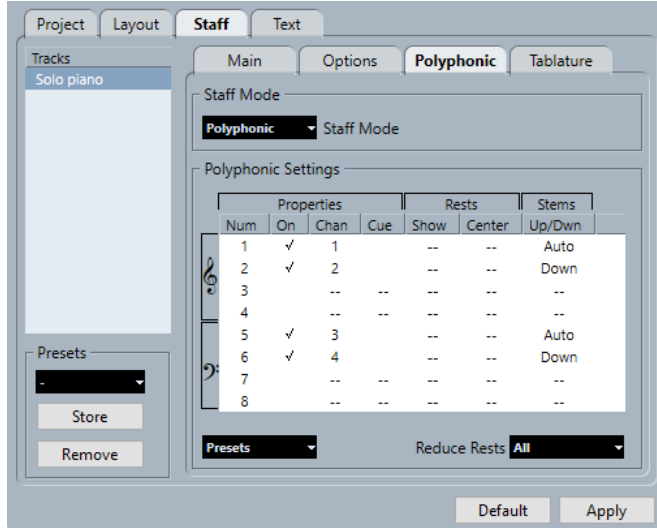 Project Layout Staff Text
Tracks
Solo piano
Main Options Polyphonic Tablature
Staff Mode
Polyphonic Staff Mode
Polyphonic Settings
Properties Rests Stems
Num On Chan Cue Show Center Up/Dwn
1 √ 1 -- -- Auto
2 √ 2 -- -- Down
3 -- -- -- -- --
4 -- -- -- -- --
5 √ 3 -- -- Auto
6 √ 4 -- -- Down
7 -- -- -- -- --
8 -- -- -- -- --
Presets
-
Store
Remove
Presets Reduce Rests All
Default Apply